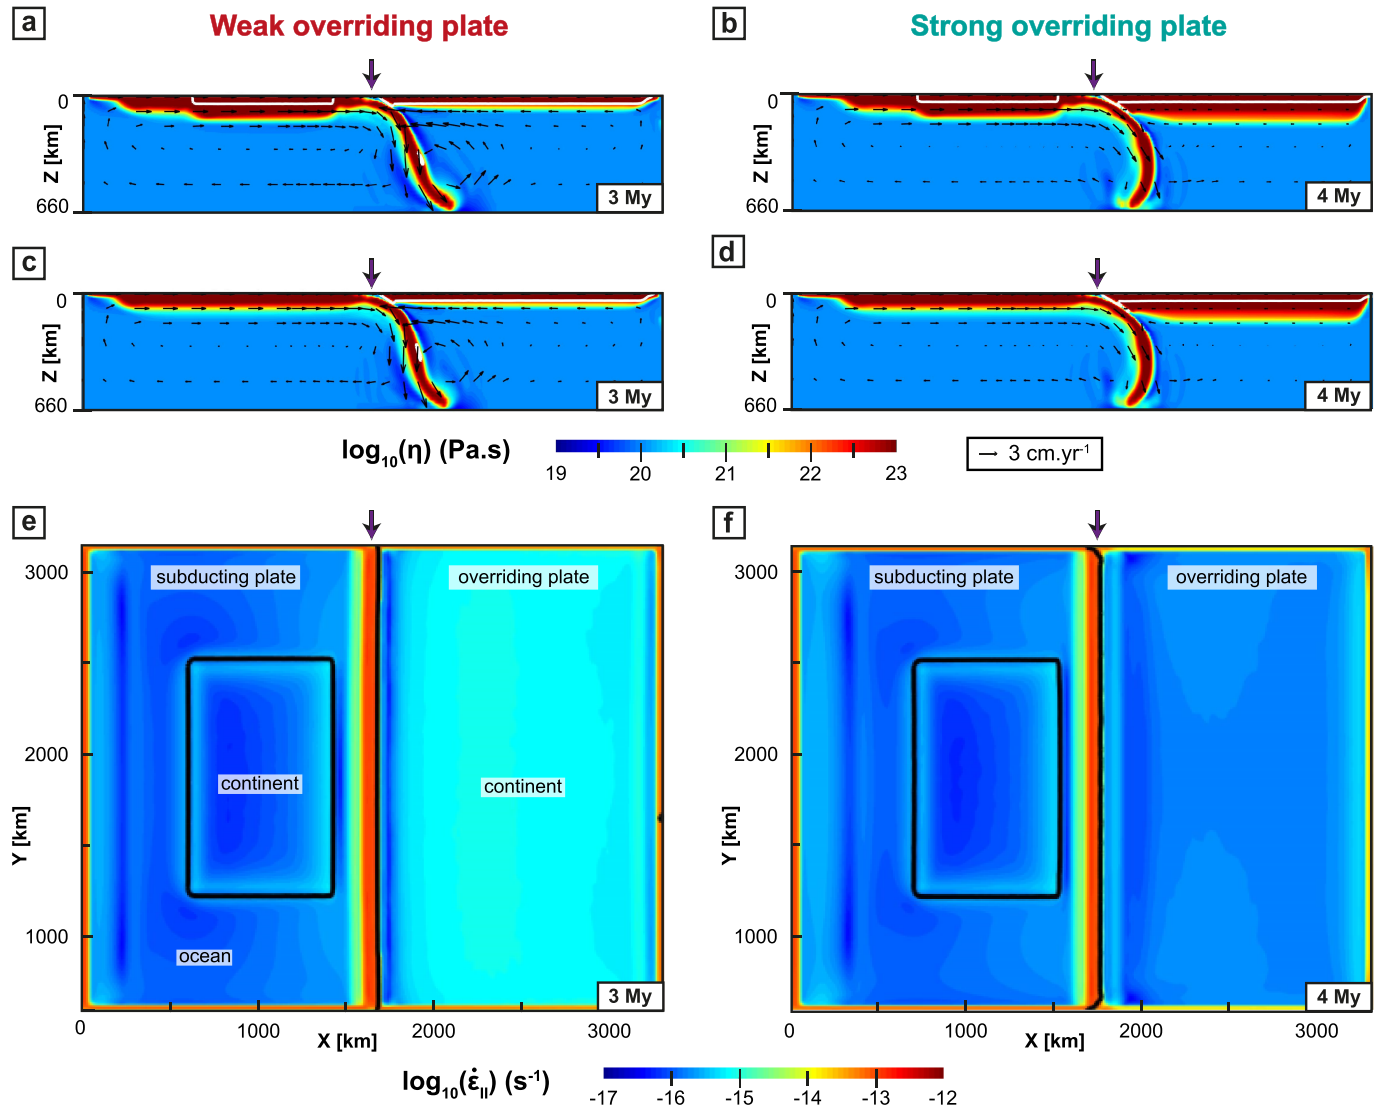 a
Weak overriding plate
b
Strong overriding plate
0
Z [km]
660
3 My
0
Z [km]
660
4 My
c
d
0
Z [km]
660
3 My
0
Z [km]
660
4 My
log10(η) (Pa.s)
19 20 21 22 23
3 cm.yr-1
e
f
3000
2000
1000
Y [km]
subducting plate
overriding plate
continent
continent
ocean
3 My
0 1000 2000 3000
X [km]
3000
2000
1000
Y [km]
subducting plate
overriding plate
4 My
0 1000 2000 3000
X [km]
log10(ε̇II) (s-1)
-17 -16 -15 -14 -13 -12